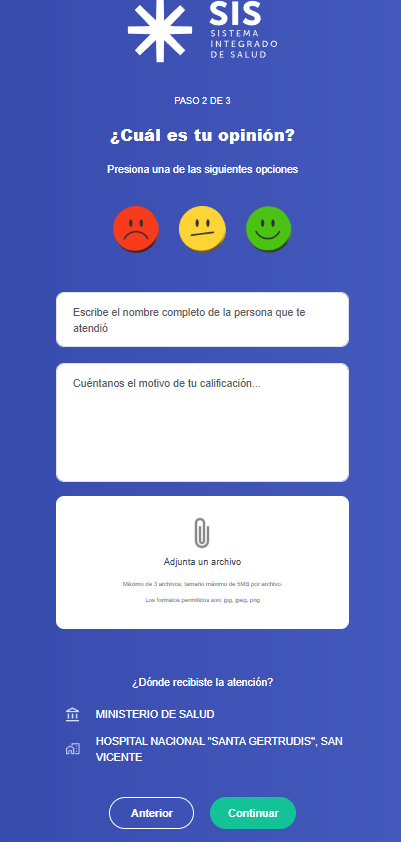 SIS
SISTEMA
INTEGRADO
DE SALUD
PASO 2 DE 3
¿Cuál es tu opinión?
Presiona una de las siguientes opciones
Escribe el nombre completo de la persona que te
atendió
Cuéntanos el motivo de tu calificación...
Adjunta un archivo
Máximo de 3 archivos, tamaño máximo de 5MB por archivo.
Los formatos permitidos son: jpg, jpeg, png
¿Dónde recibiste la atención?
MINISTERIO DE SALUD
HOSPITAL NACIONAL "SANTA GERTRUDIS", SAN
VICENTE
Anterior
Continuar